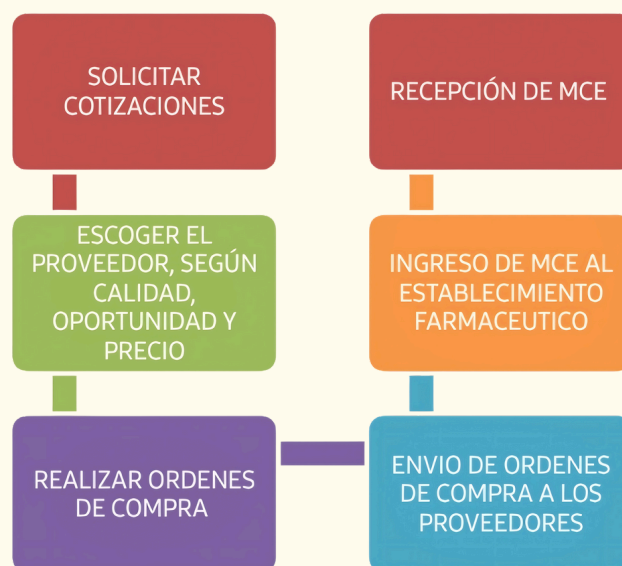 SOLICITAR
COTIZACIONES
ESCOGER EL
PROVEEDOR, SEGÚN
CALIDAD,
OPORTUNIDAD Y
PRECIO
REALIZAR ORDENES
DE COMPRA
ENVIO DE ORDENES
DE COMPRA A LOS
PROVEEDORES
INGRESO DE MCE AL
ESTABLECIMIENTO
FARMACEUTICO
RECEPCIÓN DE MCE